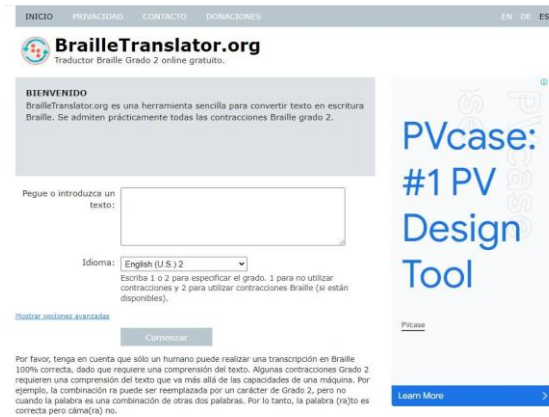 INICIO PRIVACIDAD CONTACTO DONACIONES EN DE ES
BrailleTranslator.org
Traductor Braille Grado 2 online gratuito.
BIENVENIDO
BrailleTranslator.org es una herramienta sencilla para convertir texto en escritura
Braille. Se admiten prácticamente todas las contracciones Braille grado 2.
Pegue o introduzca un
texto:
Idioma: English (U.S.) 2
Escriba 1 o 2 para especificar el grado. 1 para no utilizar
contracciones y 2 para utilizar contracciones Braille (si están
disponibles).
Mostrar opciones avanzadas
Comenzar
Por favor, tenga en cuenta que sólo un humano puede realizar una transcripción en Braille
100% correcta, dado que requiere una comprensión del texto. Algunas contracciones Grado 2
requieren una comprensión del texto que va más allá de las capacidades de una máquina. Por
ejemplo, la combinación ra puede ser reemplazada por un carácter de Grado 2, pero no
cuando la palabra es una combinación de otras dos palabras. Por lo tanto, la palabra (ra)to es
correcta pero cáma(ra) no.
PVcase:
#1 PV
Design
Tool
PVcase
Learn More